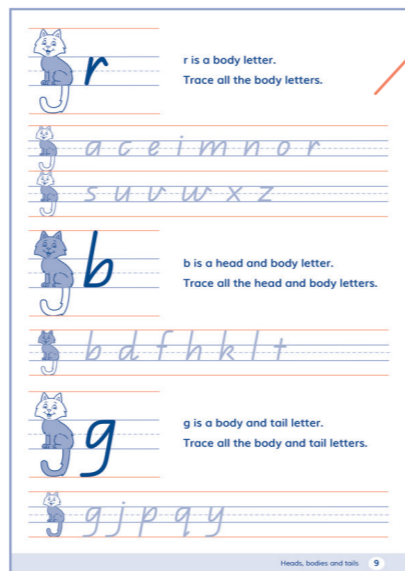 r
r is a body letter.
Trace all the body letters.
a c e i m n o r
s u v w x z
b
b is a head and body letter.
Trace all the head and body letters.
b d f h k l t
g
g is a body and tail letter.
Trace all the body and tail letters.
g j p q y
Heads, bodies and tails 9